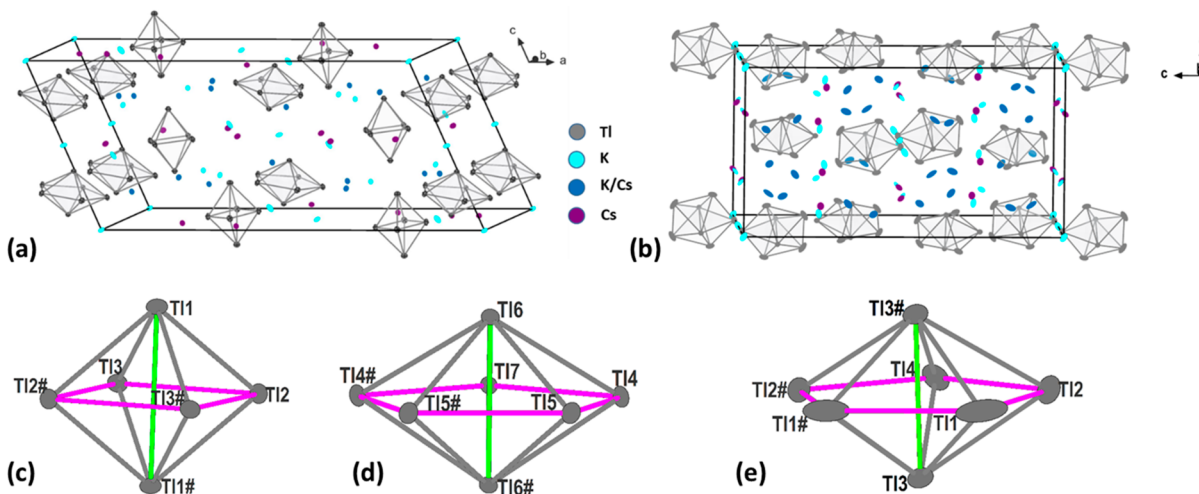 c
b
a
(a)
Tl
K
K/Cs
Cs
c
(b)
Tl1
Tl3
Tl2#
Tl3#
Tl2
Tl1#
(c)
Tl6
Tl7
Tl4#
Tl4
Tl5#
Tl5
Tl6#
(d)
Tl3#
Tl4
Tl2#
Tl2
Tl1#
Tl1
Tl3
(e)